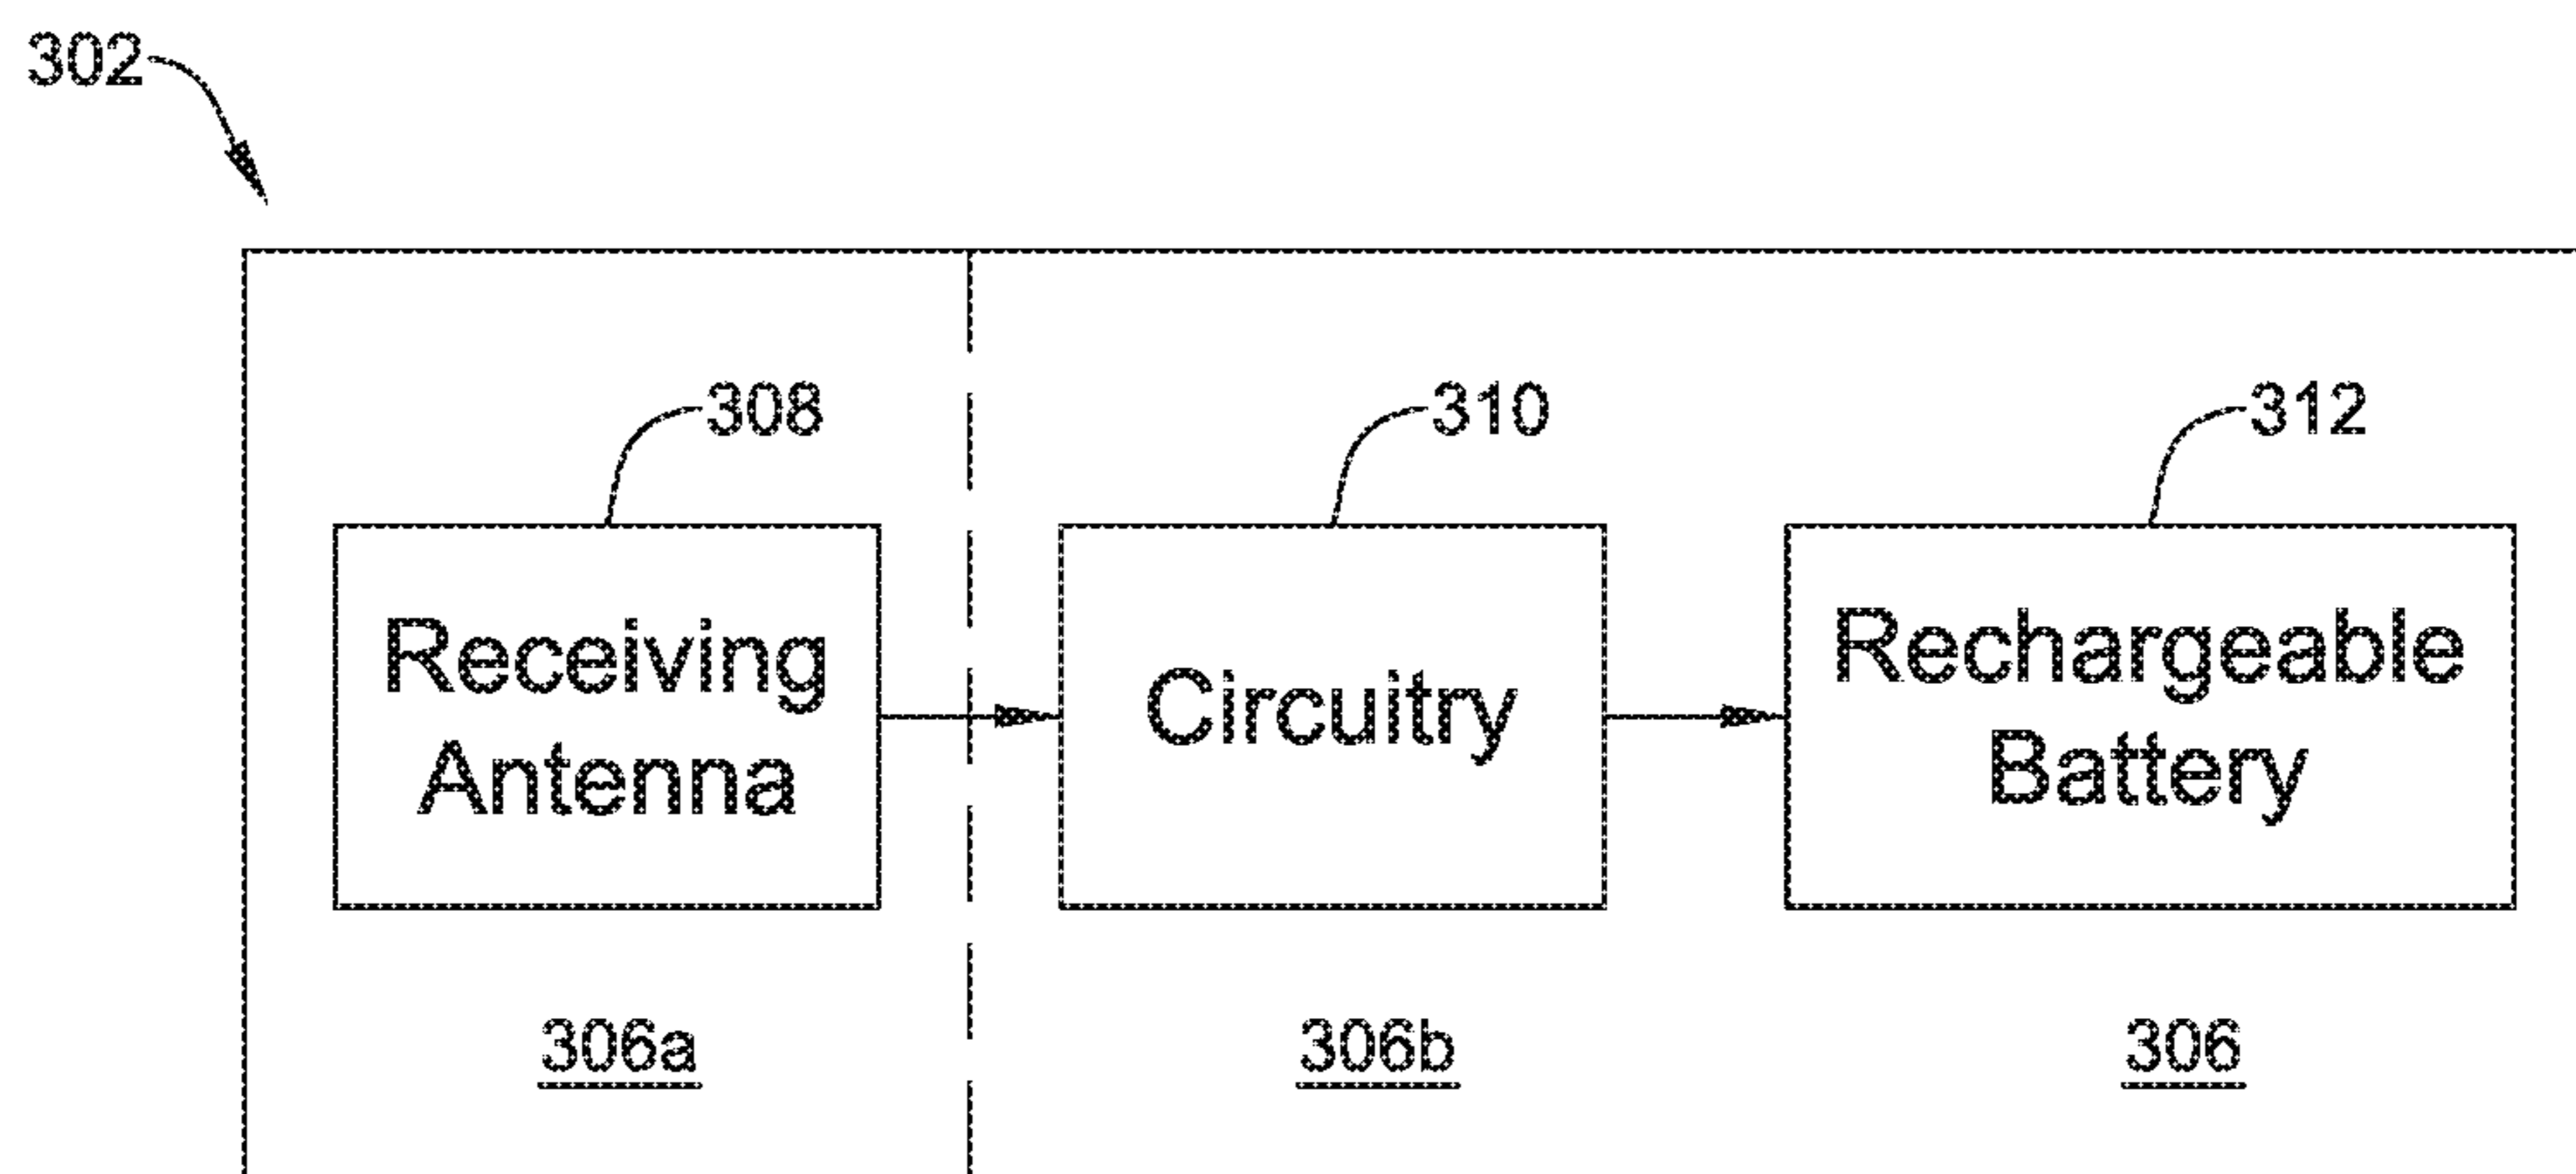 302
308
310
312
Receiving
Antenna
Circuitry
Rechargeable
Battery
306a
306b
306